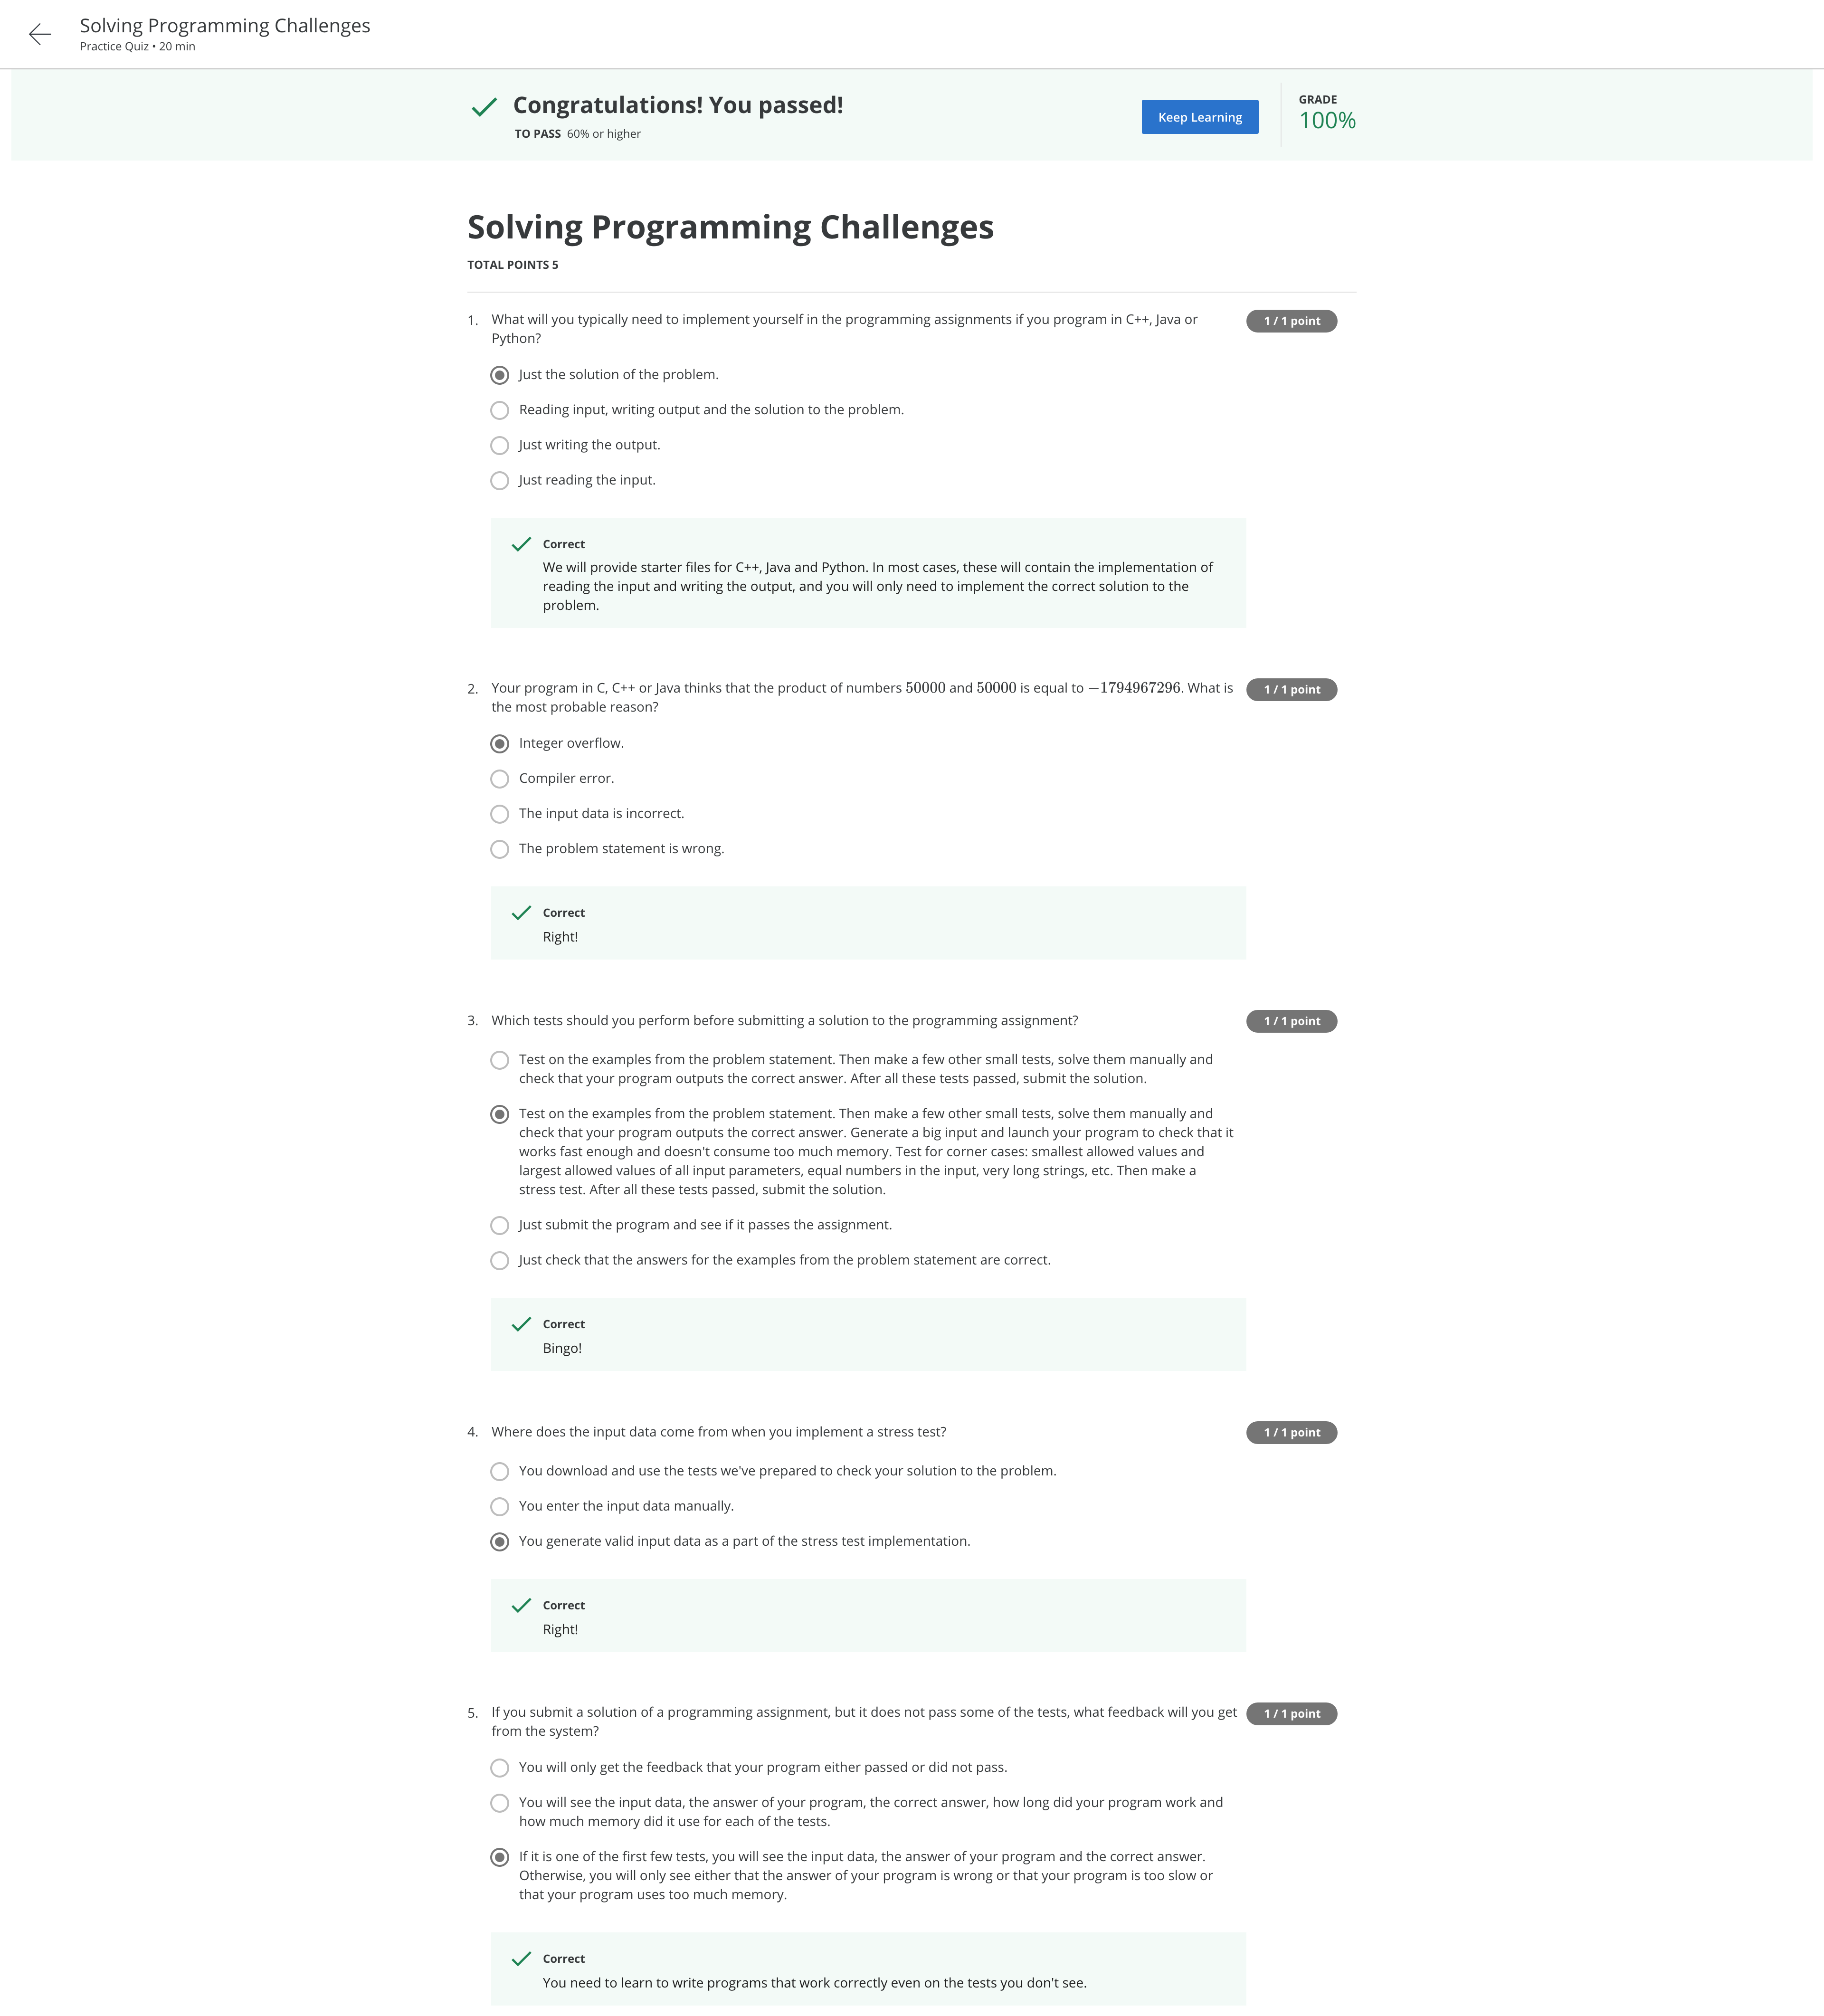 Solving Programming Challenges
Practice Quiz • 20 min
Congratulations! You passed!
TO PASS 60% or higher
Keep Learning
GRADE
100%
Solving Programming Challenges
TOTAL POINTS 5
1. What will you typically need to implement yourself in the programming assignments if you program in C++, Java or
Python?
1 / 1 point
Just the solution of the problem.
Reading input, writing output and the solution to the problem.
Just writing the output.
Just reading the input.
Correct
We will provide starter files for C++, Java and Python. In most cases, these will contain the implementation of
reading the input and writing the output, and you will only need to implement the correct solution to the
problem.
2. Your program in C, C++ or Java thinks that the product of numbers 50000 and 50000 is equal to −1794967296. What is
the most probable reason?
1 / 1 point
Integer overflow.
Compiler error.
The input data is incorrect.
The problem statement is wrong.
Correct
Right!
3. Which tests should you perform before submitting a solution to the programming assignment?
1 / 1 point
Test on the examples from the problem statement. Then make a few other small tests, solve them manually and
check that your program outputs the correct answer. After all these tests passed, submit the solution.
Test on the examples from the problem statement. Then make a few other small tests, solve them manually and
check that your program outputs the correct answer. Generate a big input and launch your program to check that it
works fast enough and doesn't consume too much memory. Test for corner cases: smallest allowed values and
largest allowed values of all input parameters, equal numbers in the input, very long strings, etc. Then make a
stress test. After all these tests passed, submit the solution.
Just submit the program and see if it passes the assignment.
Just check that the answers for the examples from the problem statement are correct.
Correct
Bingo!
4. Where does the input data come from when you implement a stress test?
1 / 1 point
You download and use the tests we've prepared to check your solution to the problem.
You enter the input data manually.
You generate valid input data as a part of the stress test implementation.
Correct
Right!
5. If you submit a solution of a programming assignment, but it does not pass some of the tests, what feedback will you get
from the system?
1 / 1 point
You will only get the feedback that your program either passed or did not pass.
You will see the input data, the answer of your program, the correct answer, how long did your program work and
how much memory did it use for each of the tests.
If it is one of the first few tests, you will see the input data, the answer of your program and the correct answer.
Otherwise, you will only see either that the answer of your program is wrong or that your program is too slow or
that your program uses too much memory.
Correct
You need to learn to write programs that work correctly even on the tests you don't see.